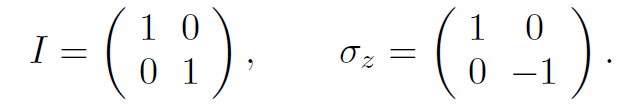 I = ( 1 0 0 1 ) , σ_z = ( 1 0 0 −1 ) .